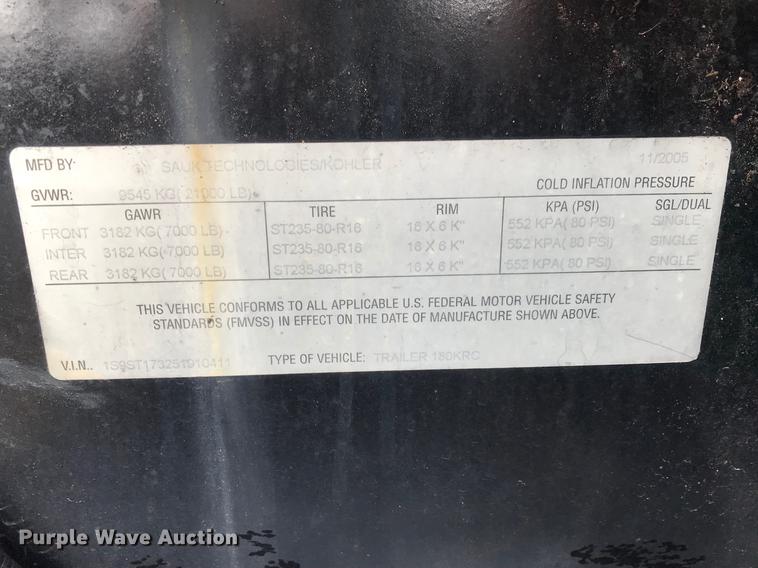 MFD BY: SAUK TECHNOLOGIES/KOHLER 11/2005
GVWR: 9545 KG( 21000 LB) COLD INFLATION PRESSURE
GAWR TIRE RIM KPA (PSI) SGL/DUAL
FRONT 3182 KG( 7000 LB) ST235-80-R16 16 X 6 K" 552 KPA( 80 PSI) SINGLE
INTER 3182 KG( 7000 LB) ST235-80-R16 16 X 6 K" 552 KPA( 80 PSI) SINGLE
REAR 3182 KG( 7000 LB) ST235-80-R16 16 X 6 K" 552 KPA( 80 PSI) SINGLE
THIS VEHICLE CONFORMS TO ALL APPLICABLE U.S. FEDERAL MOTOR VEHICLE SAFETY
STANDARDS (FMVSS) IN EFFECT ON THE DATE OF MANUFACTURE SHOWN ABOVE.
V.I.N.. 1S9ST173251910411 TYPE OF VEHICLE: TRAILER 180KRC
Purple Wave Auction